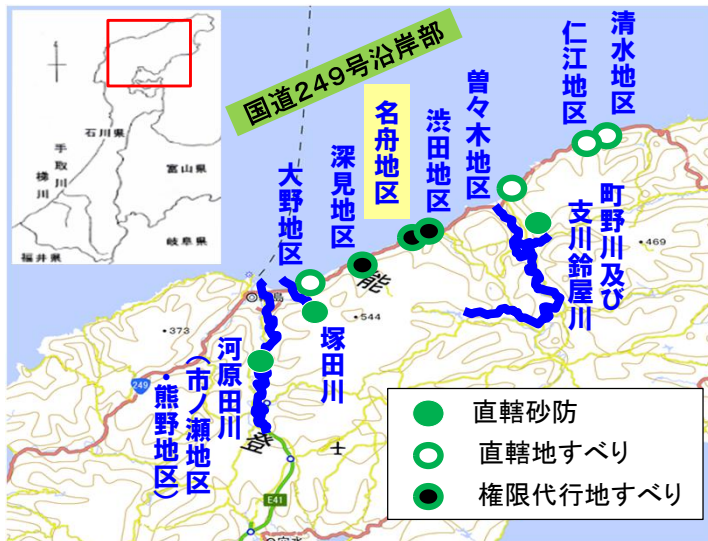 国道249号沿岸部
石川県
手取川
梯川
富山県
岐阜県
福井県
清水地区
仁江地区
曽々木地区
渋田地区
名舟地区
深見地区
大野地区
町野川及び
支川鈴屋川
塚田川
河原田川
(市ノ瀬地区
・熊野地区)
能
登
・469
・544
・373
249
E41
直轄砂防
直轄地すべり
権限代行地すべり